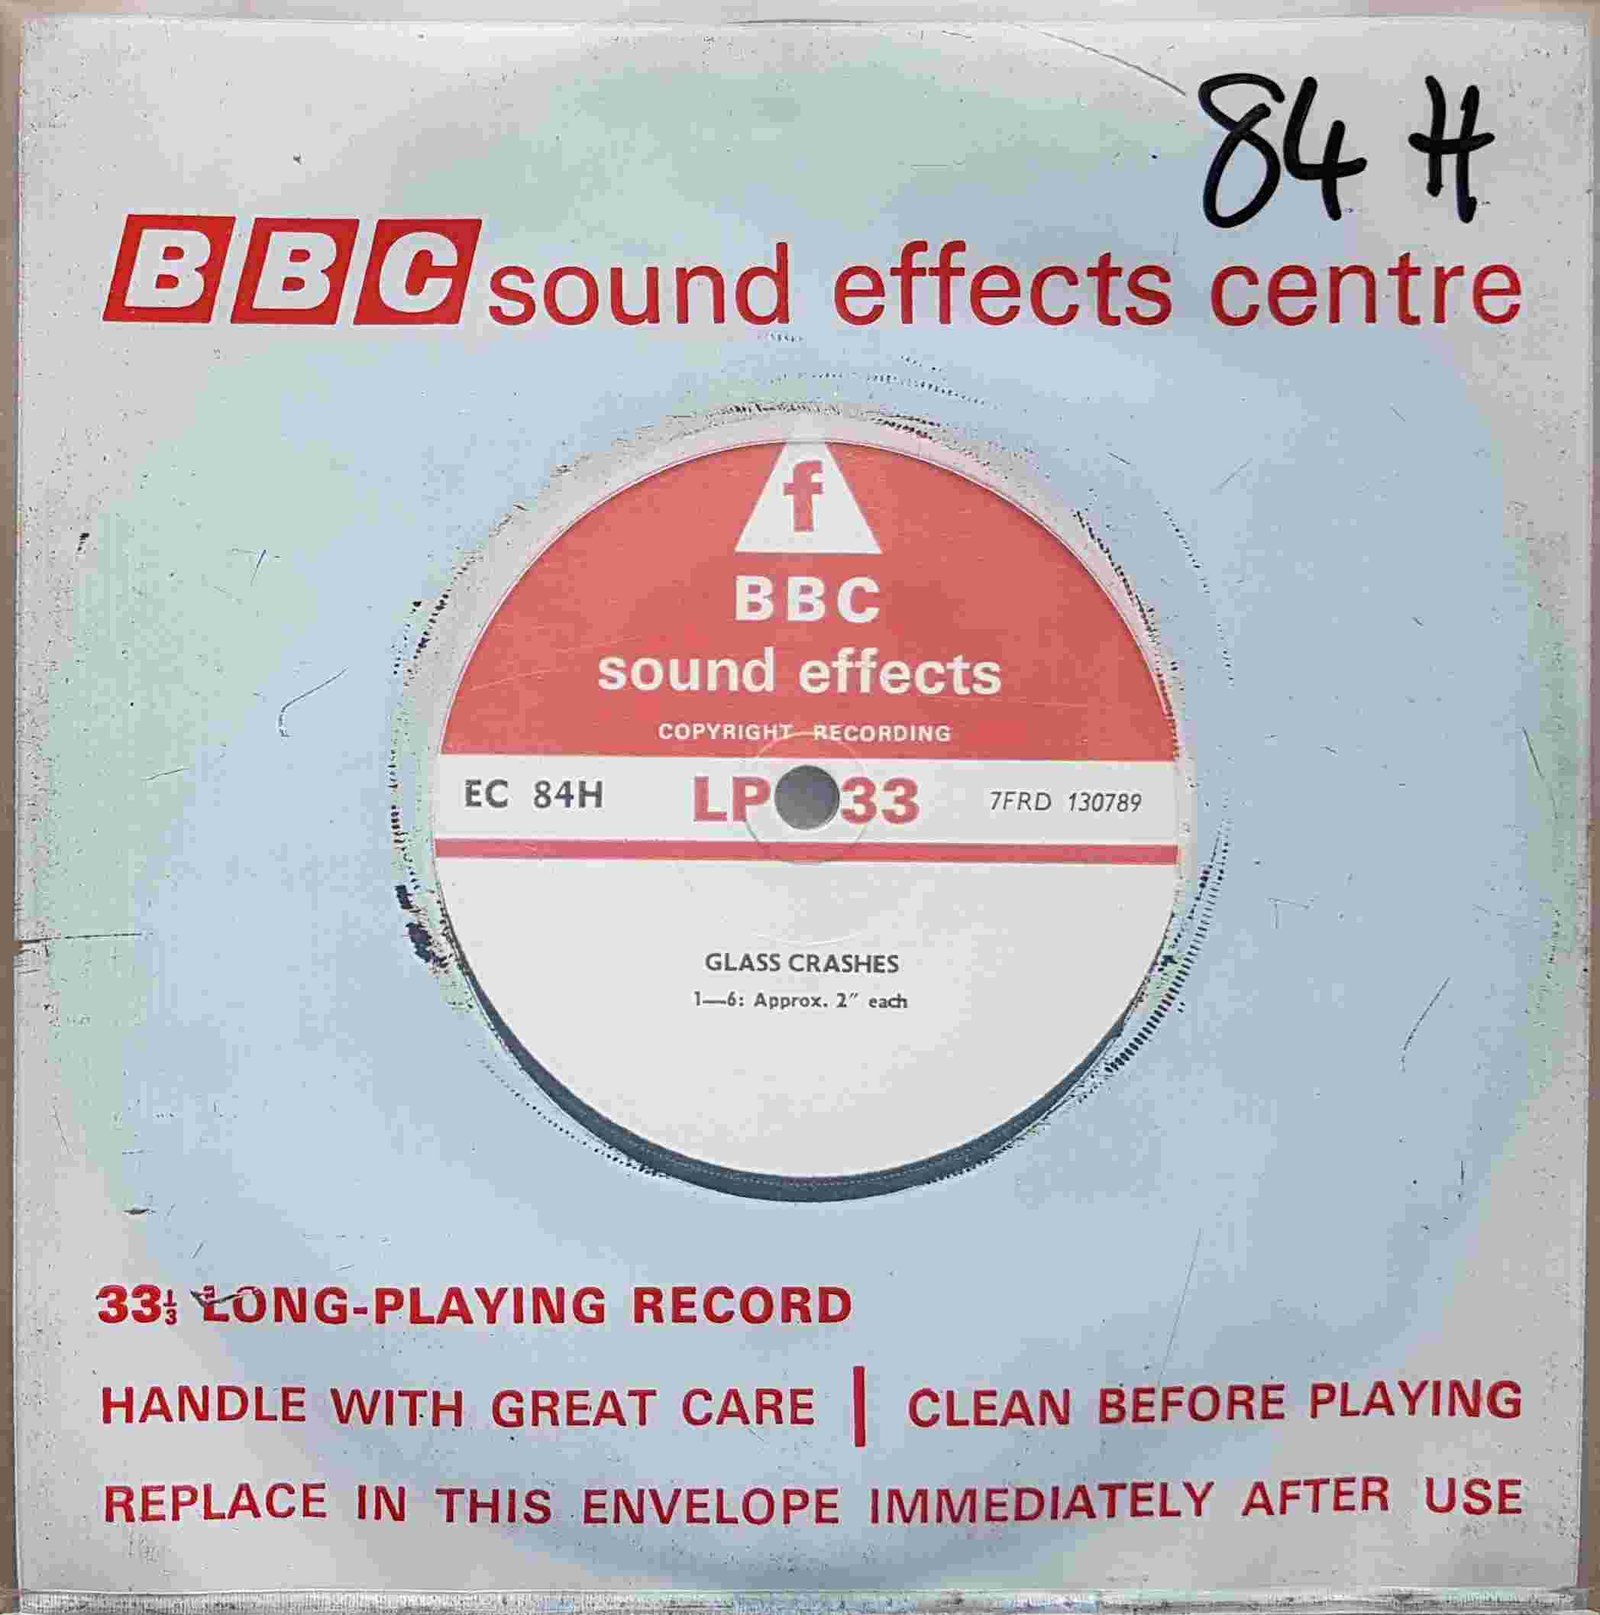 84 H
BBC sound effects centre
f
BBC
sound effects
COPYRIGHT RECORDING
EC 84H LP 33 7FRD 130789
GLASS CRASHES
1—6: Approx. 2″ each
33⅓ LONG-PLAYING RECORD
HANDLE WITH GREAT CARE | CLEAN BEFORE PLAYING
REPLACE IN THIS ENVELOPE IMMEDIATELY AFTER USE